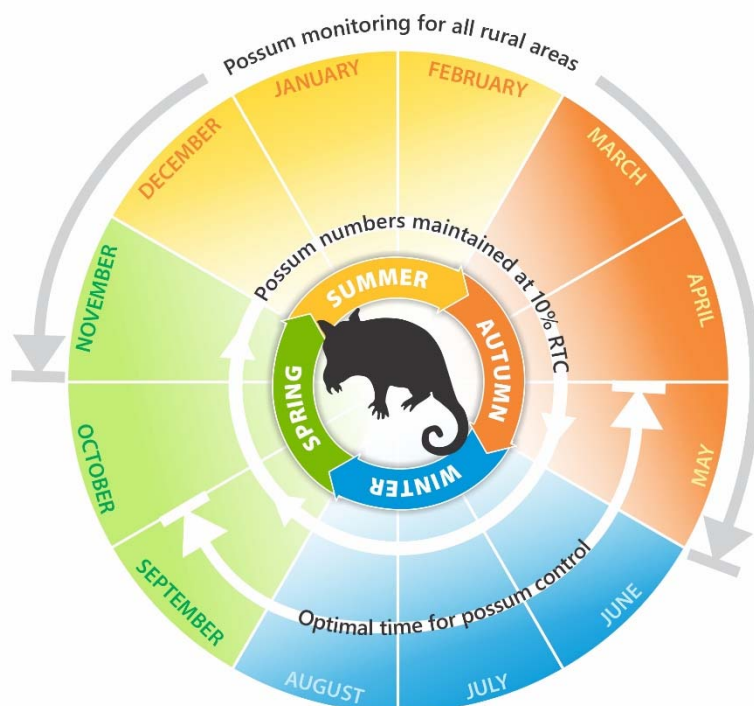 Possum monitoring for all rural areas
JANUARY
FEBRUARY
MARCH
APRIL
MAY
JUNE
JULY
AUGUST
SEPTEMBER
OCTOBER
NOVEMBER
DECEMBER
Possum numbers maintained at 10% RTC
SUMMER
AUTUMN
WINTER
SPRING
Optimal time for possum control